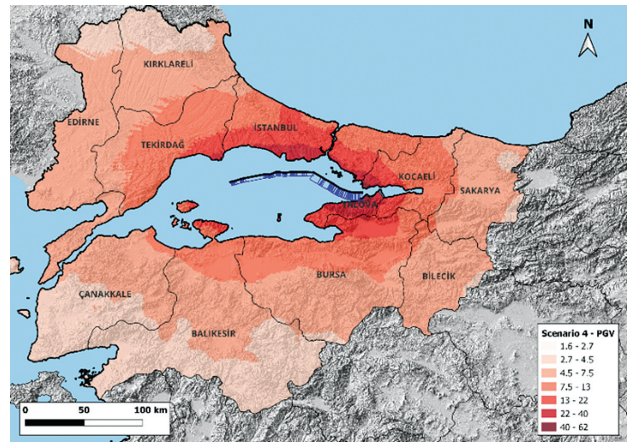 N
KIRKLARELİ
EDİRNE
İSTANBUL
TEKİRDAĞ
KOCAELİ
SAKARYA
YALOVA
ÇANAKKALE
BURSA
BİLECİK
BALIKESİR
Scenario 4 - PGV
1.6 - 2.7
2.7 - 4.5
4.5 - 7.5
7.5 - 13
13 - 22
22 - 40
40 - 62
0 50 100 km